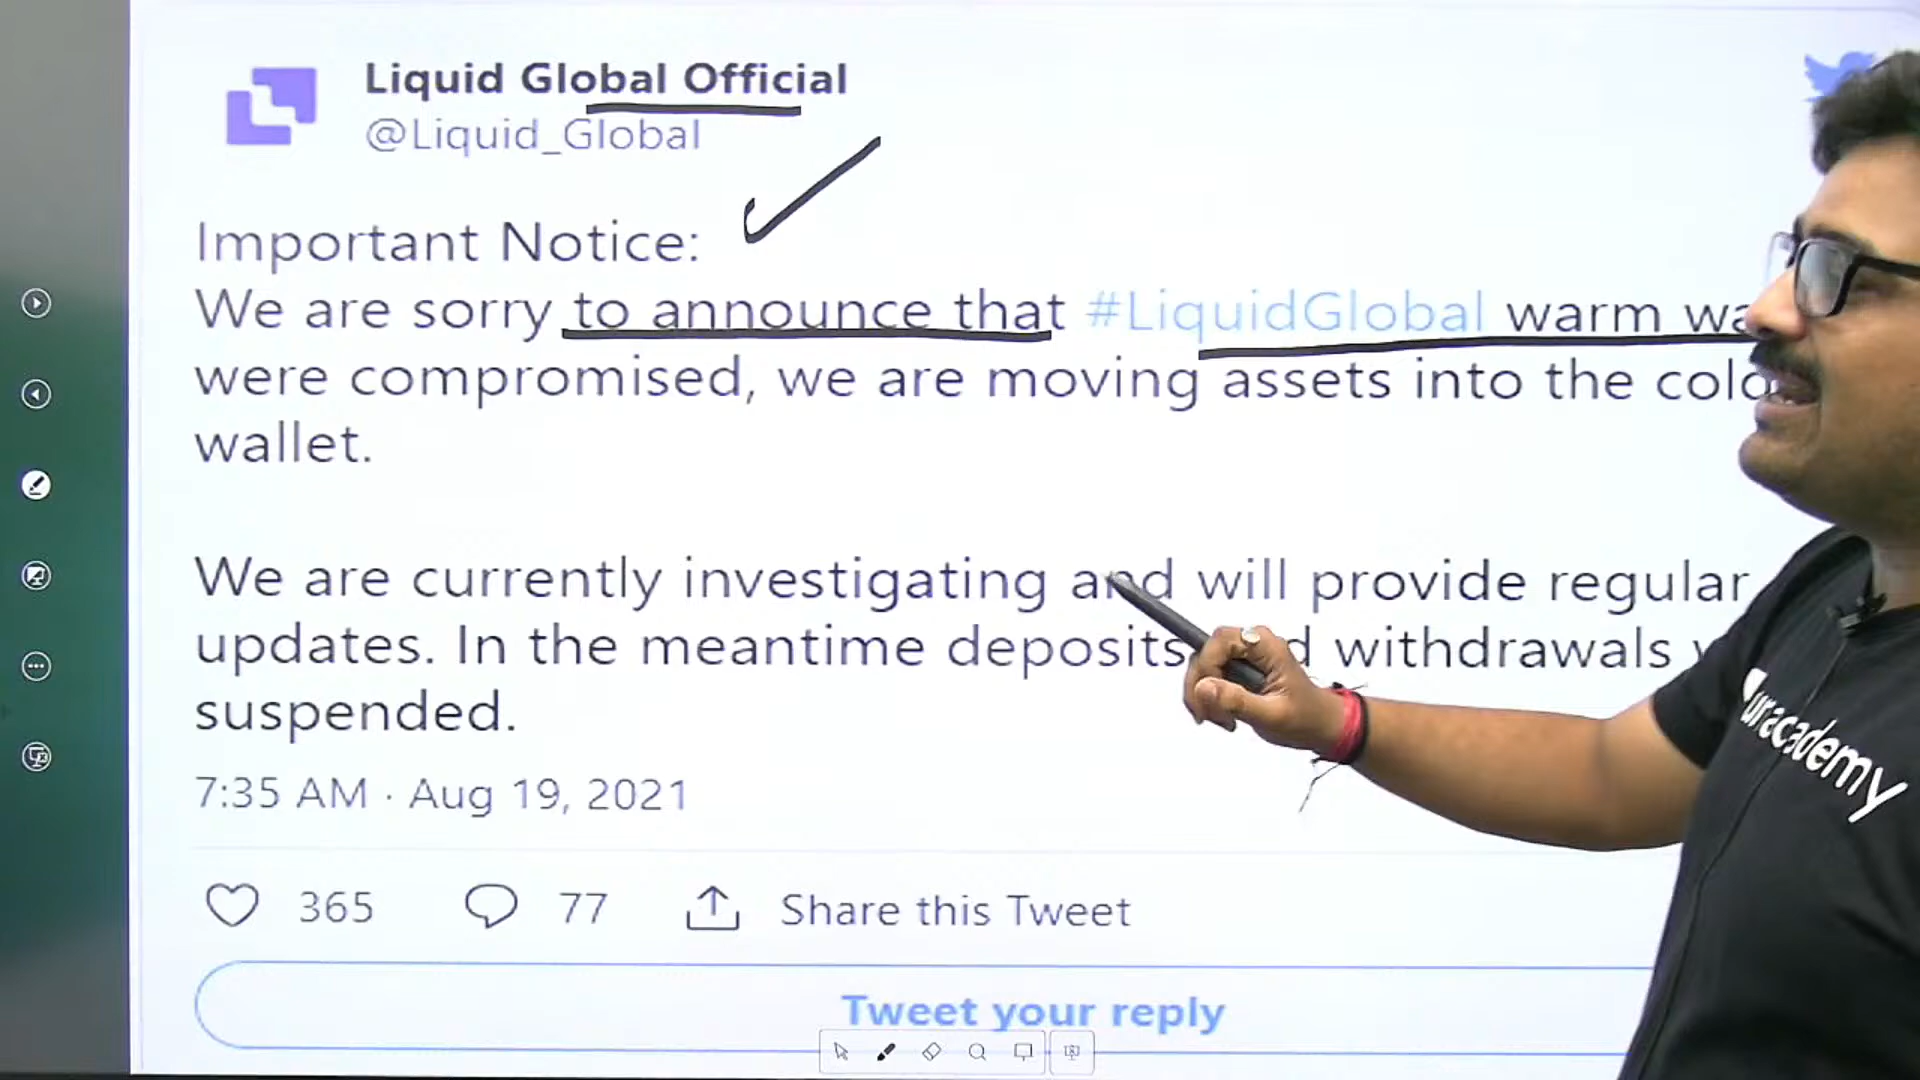 Liquid Global Official
@Liquid_Global
Important Notice:
We are sorry to announce that #LiquidGlobal warm
were compromised, we are moving assets into the cold
wallet.
We are currently investigating and will provide regular
updates. In the meantime deposits withdrawals
suspended.
7:35 AM · Aug 19, 2021
365 77 Share this Tweet
Tweet your reply
uracademy